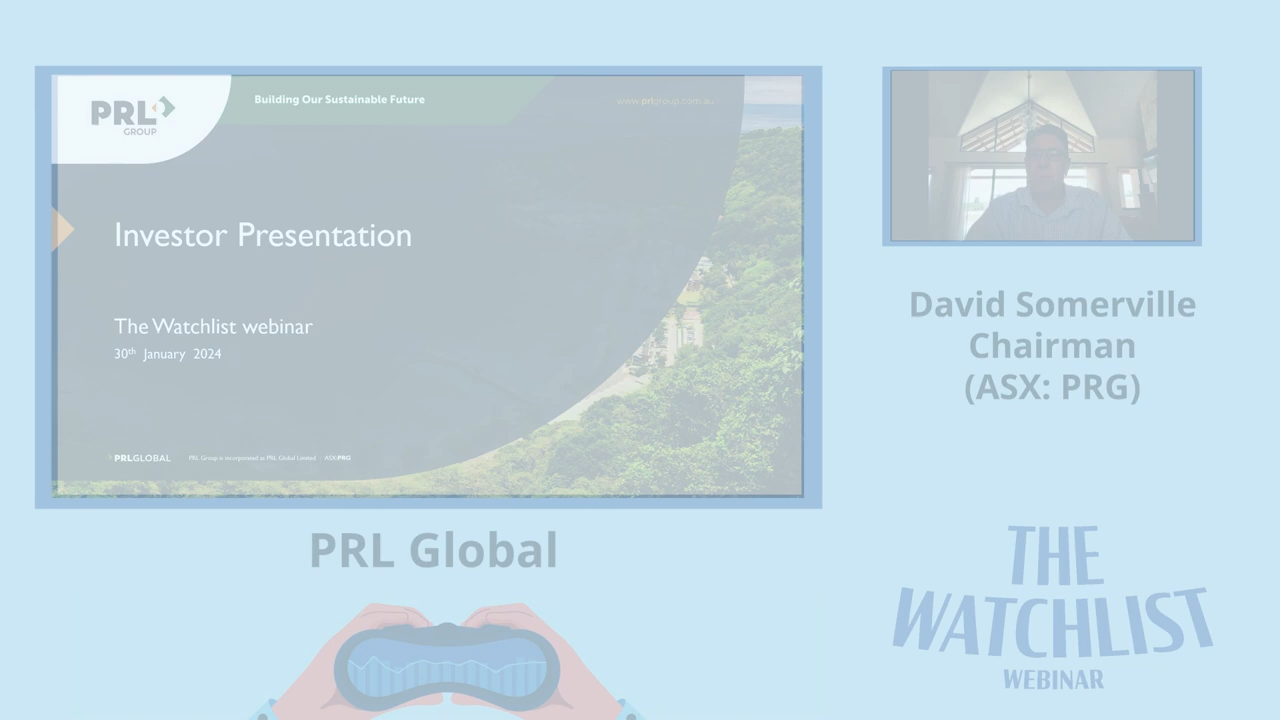 PRL
GROUP
Building Our Sustainable Future
www.prlgroup.com.au
Investor Presentation
The Watchlist webinar
30th January 2024
PRLGLOBAL
PRL Group is incorporated as PRL Global Limited ASX:PRG
David Somerville
Chairman
(ASX: PRG)
PRL Global
THE
WATCHLIST
WEBINAR